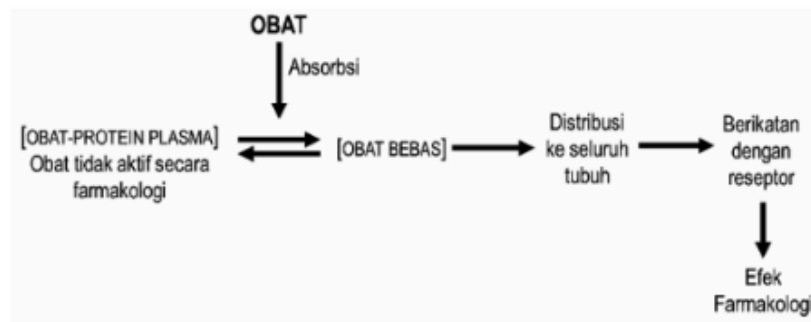 OBAT
Absorbsi
[OBAT-PROTEIN PLASMA]
Obat tidak aktif secara
farmakologi
[OBAT BEBAS]
Distribusi
ke seluruh
tubuh
Berikatan
dengan
reseptor
Efek
Farmakologi